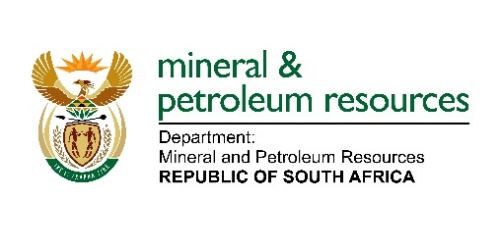 mineral &
petroleum resources
Department:
Mineral and Petroleum Resources
REPUBLIC OF SOUTH AFRICA